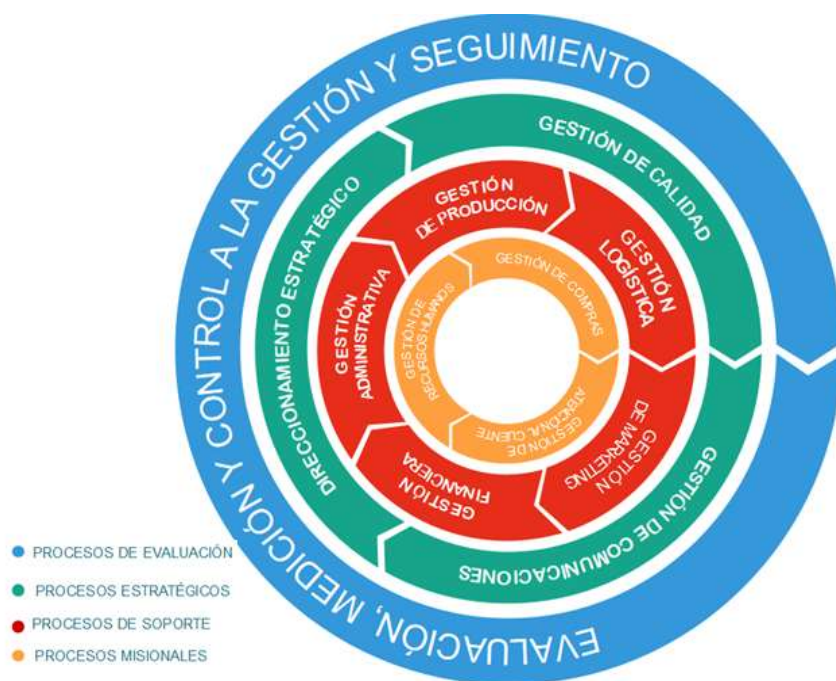 EVALUACIÓN, MEDICIÓN Y CONTROL A LA GESTIÓN Y SEGUIMIENTO
DIRECCIONAMIENTO ESTRATÉGICO
GESTIÓN DE CALIDAD
GESTIÓN DE COMUNICACIONES
GESTIÓN
DE PRODUCCIÓN
GESTIÓN
LOGÍSTICA
GESTIÓN
DE MARKETING
GESTIÓN
FINANCIERA
GESTIÓN
ADMINISTRATIVA
GESTIÓN DE COMPRAS
GESTIÓN DE
ATENCIÓN AL CLIENTE
GESTIÓN DE
RECURSOS HUMANOS
PROCESOS DE EVALUACIÓN
PROCESOS ESTRATÉGICOS
PROCESOS DE SOPORTE
PROCESOS MISIONALES